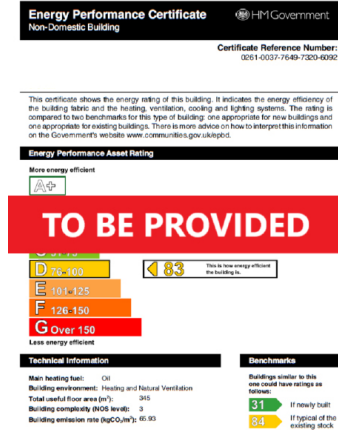 Energy Performance Certificate
Non-Domestic Building
HM Government
Certificate Reference Number:
0261-0037-7649-7320-6092
This certificate shows the energy rating of this building. It indicates the energy efficiency of
the building fabric and the heating, ventilation, cooling and lighting systems. The rating is
compared to two benchmarks for this type of building: one appropriate for new buildings and
one appropriate for existing buildings. There is more advice on how to interpret this information
on the Government's website www.communities.gov.uk/epbd.
Energy Performance Asset Rating
More energy efficient
A+
TO BE PROVIDED
C 51-75
D 76-100
83
This is how energy efficient
the building is.
E 101-125
F 126-150
G Over 150
Less energy efficient
Technical Information
Main heating fuel: Oil
Building environment: Heating and Natural Ventilation
Total useful floor area (m²): 345
Building complexity (NOS level): 3
Building emission rate (kgCO₂/m²): 65.93
Benchmarks
Buildings similar to this
one could have ratings as
follows:
31 If newly built
84 If typical of the
existing stock